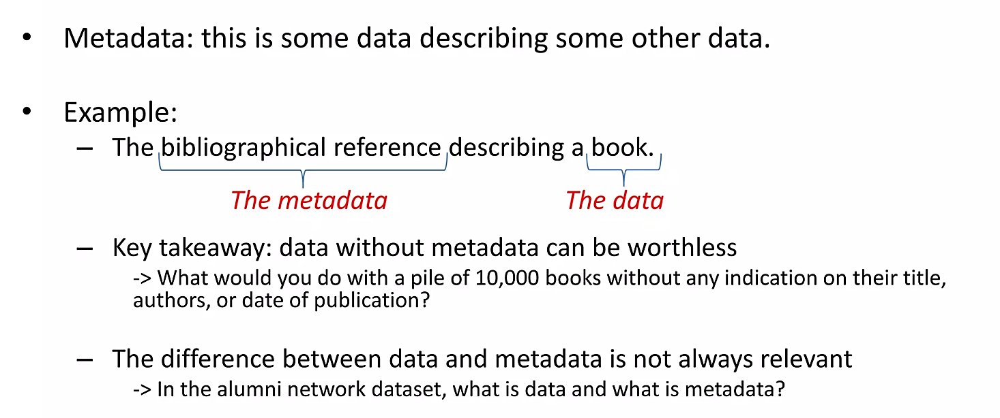 • Metadata: this is some data describing some other data.
• Example:
– The bibliographical reference describing a book.
The metadata The data
– Key takeaway: data without metadata can be worthless
-> What would you do with a pile of 10,000 books without any indication on their title,
authors, or date of publication?
– The difference between data and metadata is not always relevant
-> In the alumni network dataset, what is data and what is metadata?